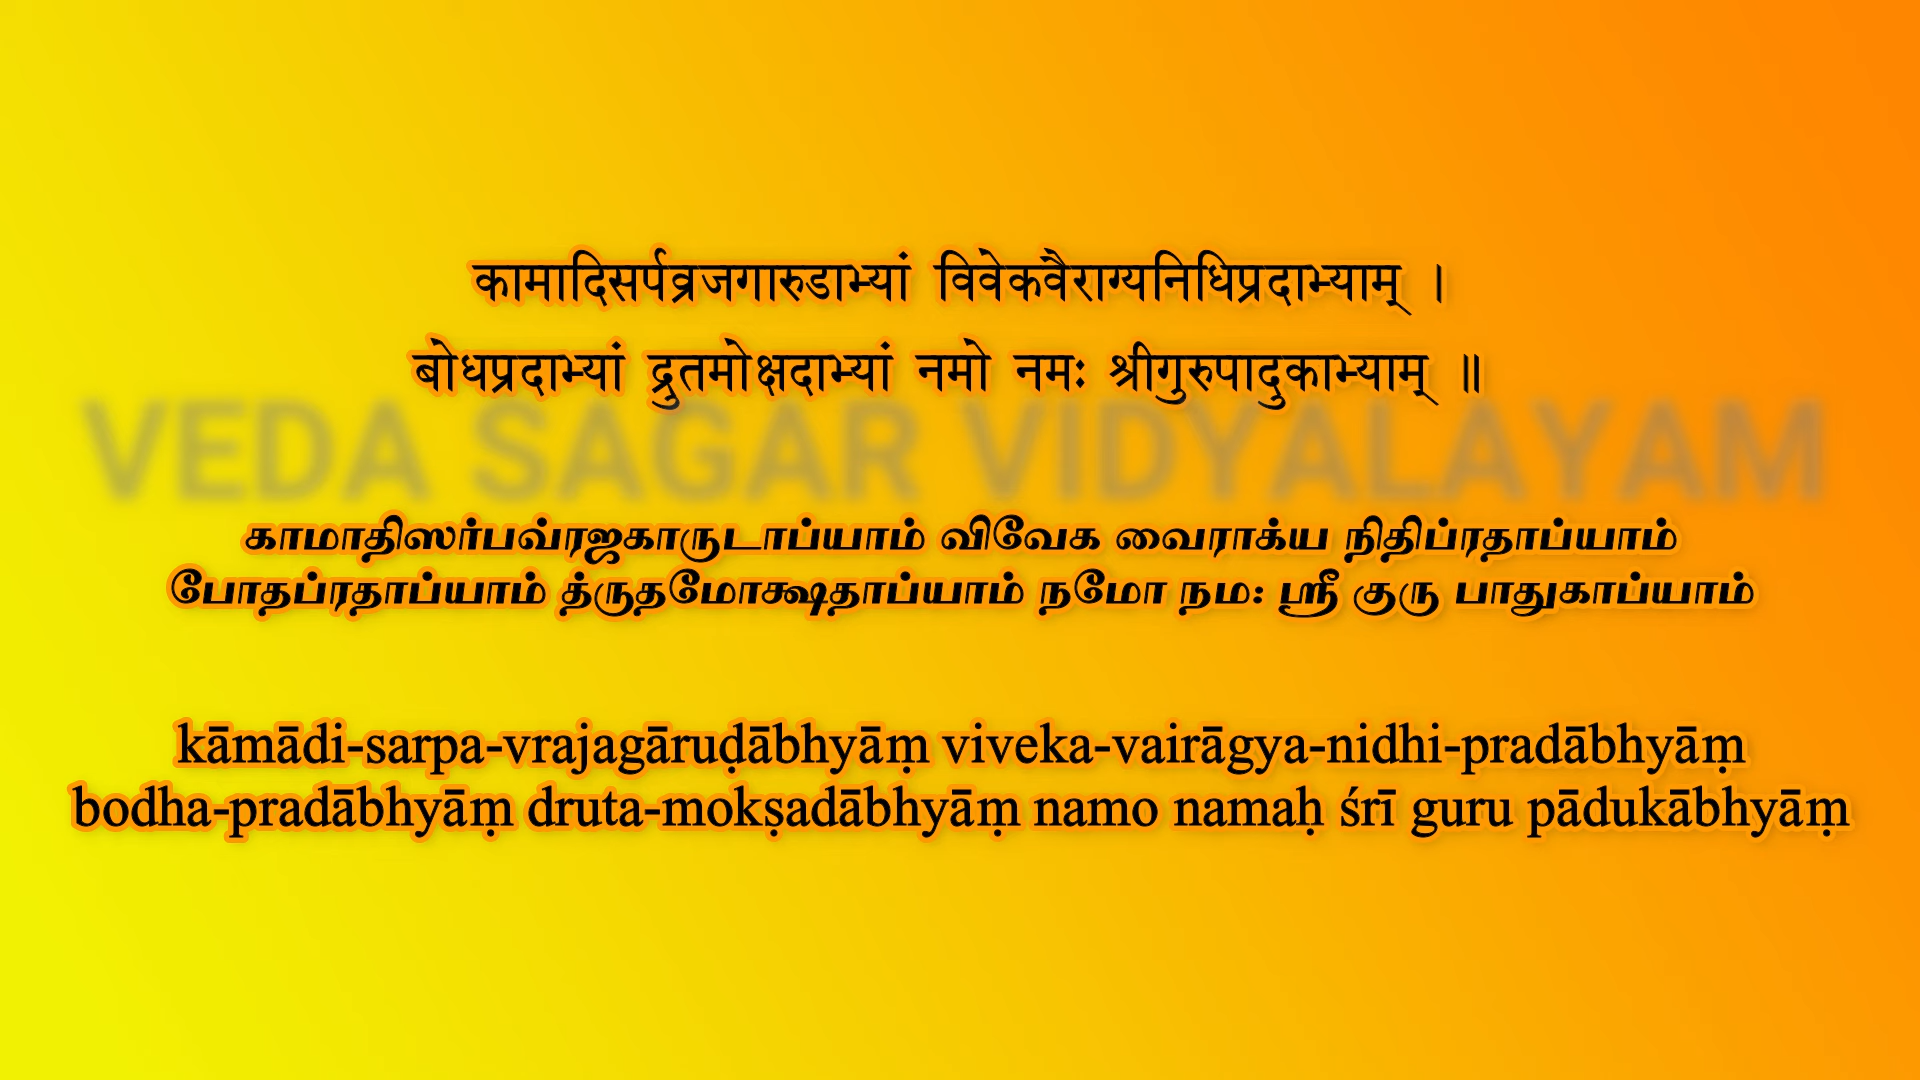 कामादिसर्पव्रजगारुडाभ्यां विवेकवैराग्यनिधिप्रदाभ्याम् ।
बोधप्रदाभ्यां द्रुतमोक्षदाभ्यां नमो नमः श्रीगुरुपादुकाभ्याम् ॥
VEDA SAGAR VIDYALAYAM
காமாதிஸர்பவ்ரஜகாருடாப்யாம் விவேக வைராக்ய நிதிப்ரதாப்யாம்
போதப்ரதாப்யாம் த்ருதமோக்ஷதாப்யாம் நமோ நம: ஸ்ரீ குரு பாதுகாப்யாம்
kāmādi-sarpa-vrajagāruḍābhyāṃ viveka-vairāgya-nidhi-pradābhyāṃ
bodha-pradābhyāṃ druta-mokṣadābhyāṃ namo namaḥ śrī guru pādukābhyāṃ